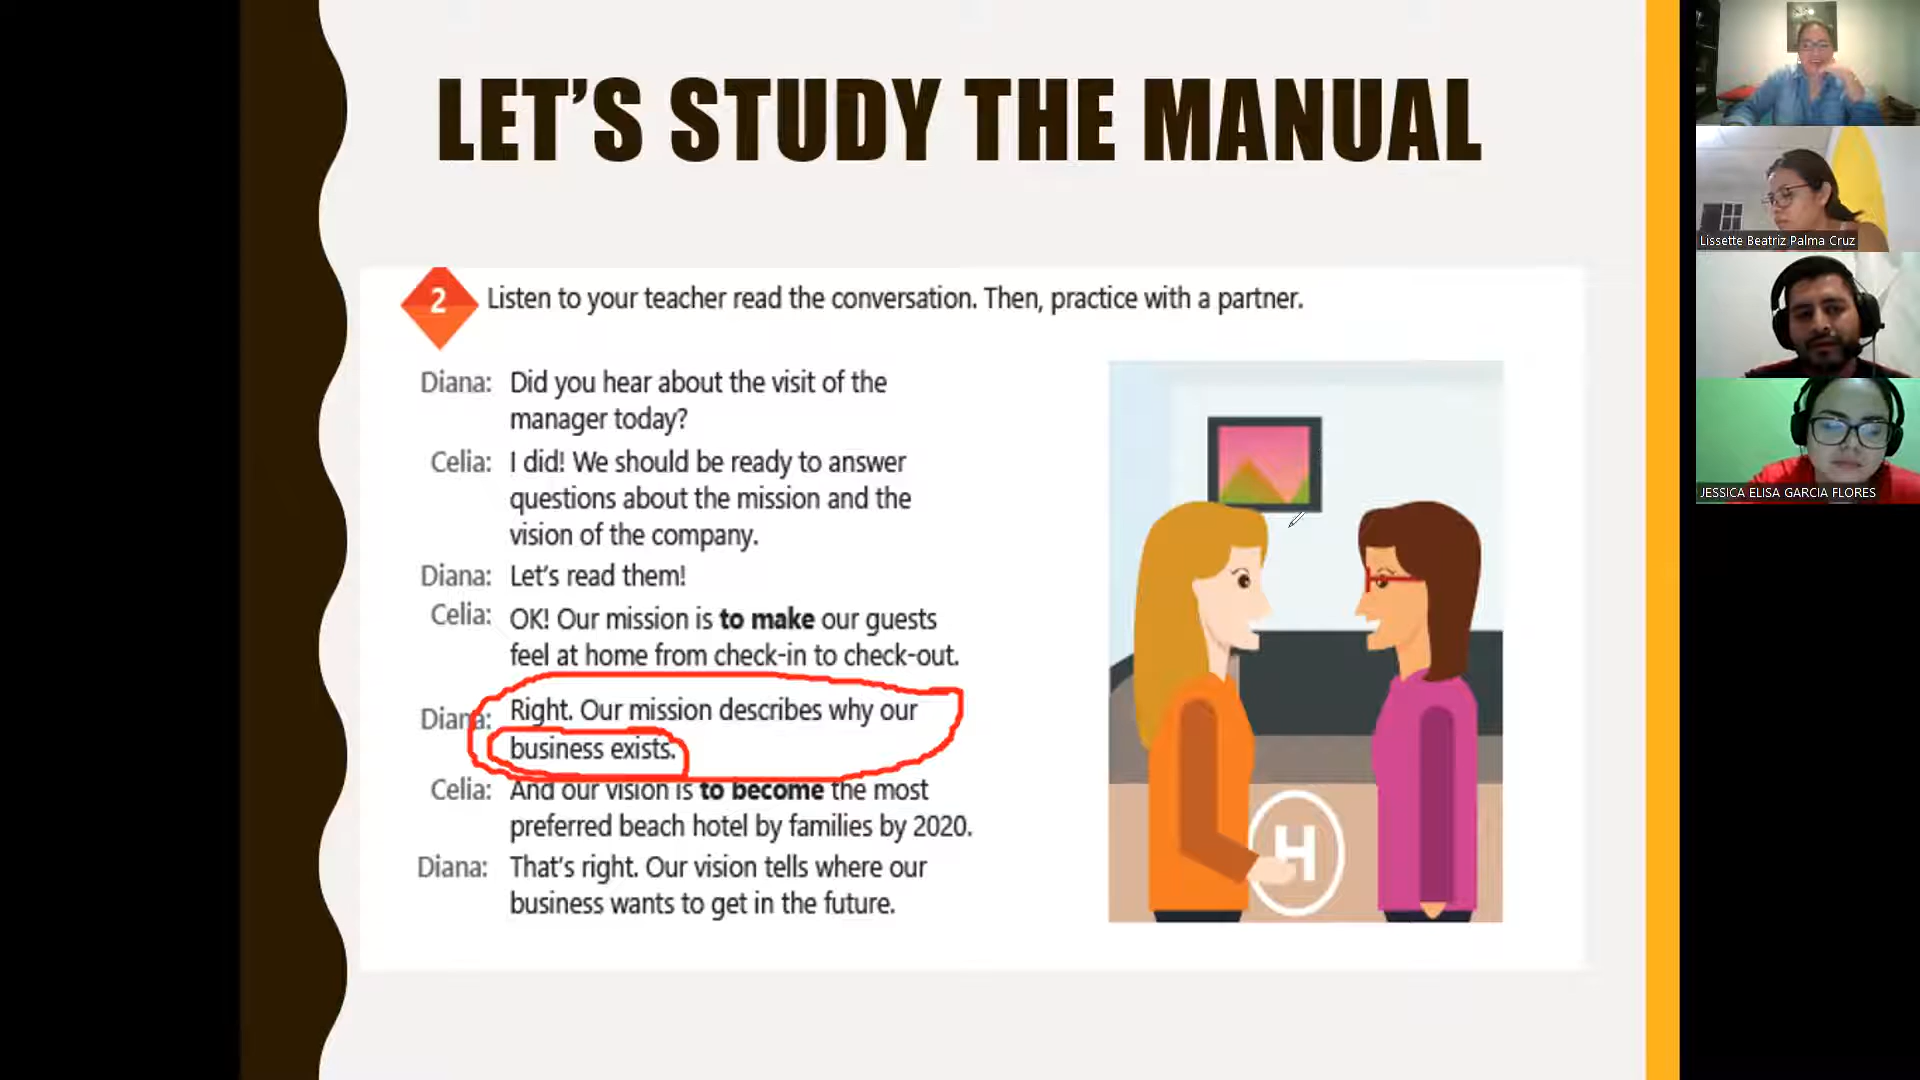 LET’S STUDY THE MANUAL
2 Listen to your teacher read the conversation. Then, practice with a partner.
Diana: Did you hear about the visit of the
manager today?
Celia: I did! We should be ready to answer
questions about the mission and the
vision of the company.
Diana: Let’s read them!
Celia: OK! Our mission is to make our guests
feel at home from check-in to check-out.
Diana: Right. Our mission describes why our
business exists.
Celia: And our vision is to become the most
preferred beach hotel by families by 2020.
Diana: That’s right. Our vision tells where our
business wants to get in the future.
H
Lissette Beatriz Palma Cruz
JESSICA ELISA GARCIA FLORES